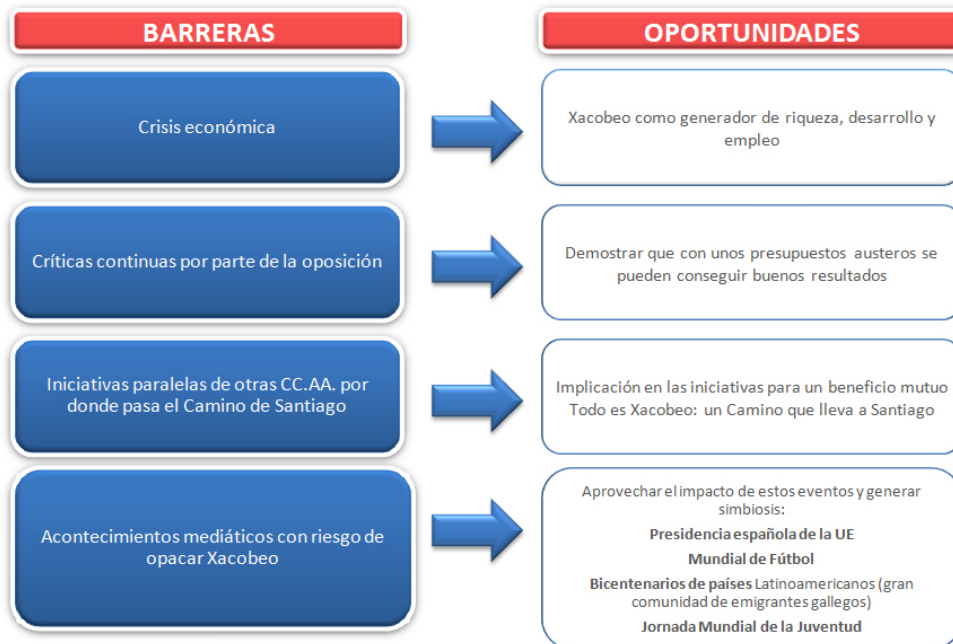 BARRERAS
OPORTUNIDADES
Crisis económica
Xacobeo como generador de riqueza, desarrollo y
empleo
Críticas continuas por parte de la oposición
Demostrar que con unos presupuestos austeros se
pueden conseguir buenos resultados
Iniciativas paralelas de otras CC.AA. por
donde pasa el Camino de Santiago
Implicación en las iniciativas para un beneficio mutuo
Todo es Xacobeo: un Camino que lleva a Santiago
Acontecimientos mediáticos con riesgo de
opacar Xacobeo
Aprovechar el impacto de estos eventos y generar
simbiosis:
Presidencia española de la UE
Mundial de Fútbol
Bicentenarios de países Latinoamericanos (gran
comunidad de emigrantes gallegos)
Jornada Mundial de la Juventud